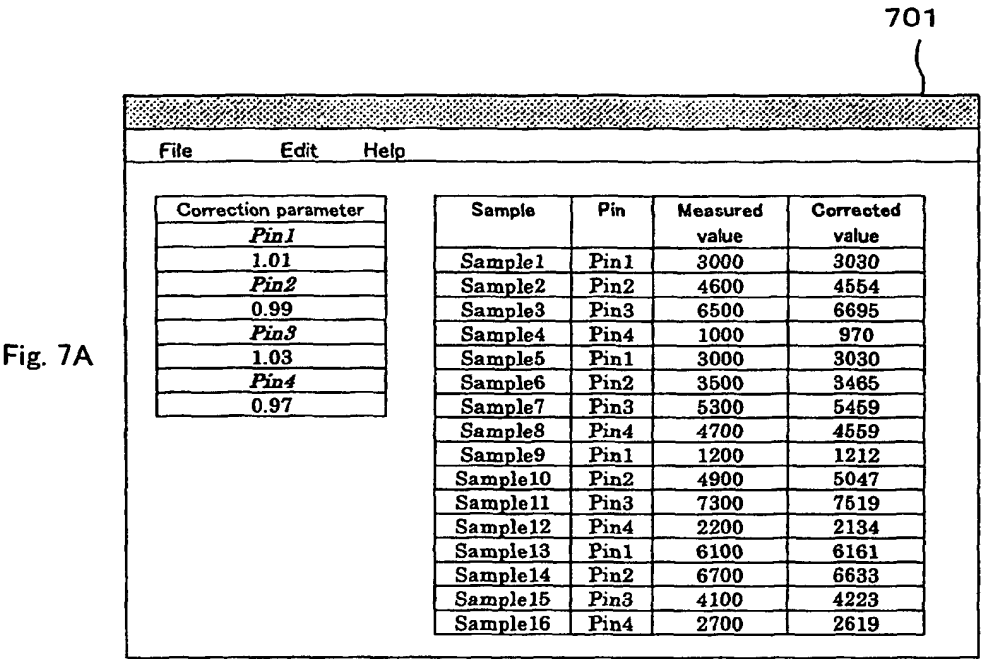 701
File Edit Help
Correction parameter
Pin1
1.01
Pin2
0.99
Pin3
1.03
Pin4
0.97
Sample Pin Measured value Corrected value
Sample1 Pin1 3000 3030
Sample2 Pin2 4600 4554
Sample3 Pin3 6500 6695
Sample4 Pin4 1000 970
Sample5 Pin1 3000 3030
Sample6 Pin2 3500 3465
Sample7 Pin3 5300 5459
Sample8 Pin4 4700 4559
Sample9 Pin1 1200 1212
Sample10 Pin2 4900 5047
Sample11 Pin3 7300 7519
Sample12 Pin4 2200 2134
Sample13 Pin1 6100 6161
Sample14 Pin2 6700 6633
Sample15 Pin3 4100 4223
Sample16 Pin4 2700 2619
Fig. 7A